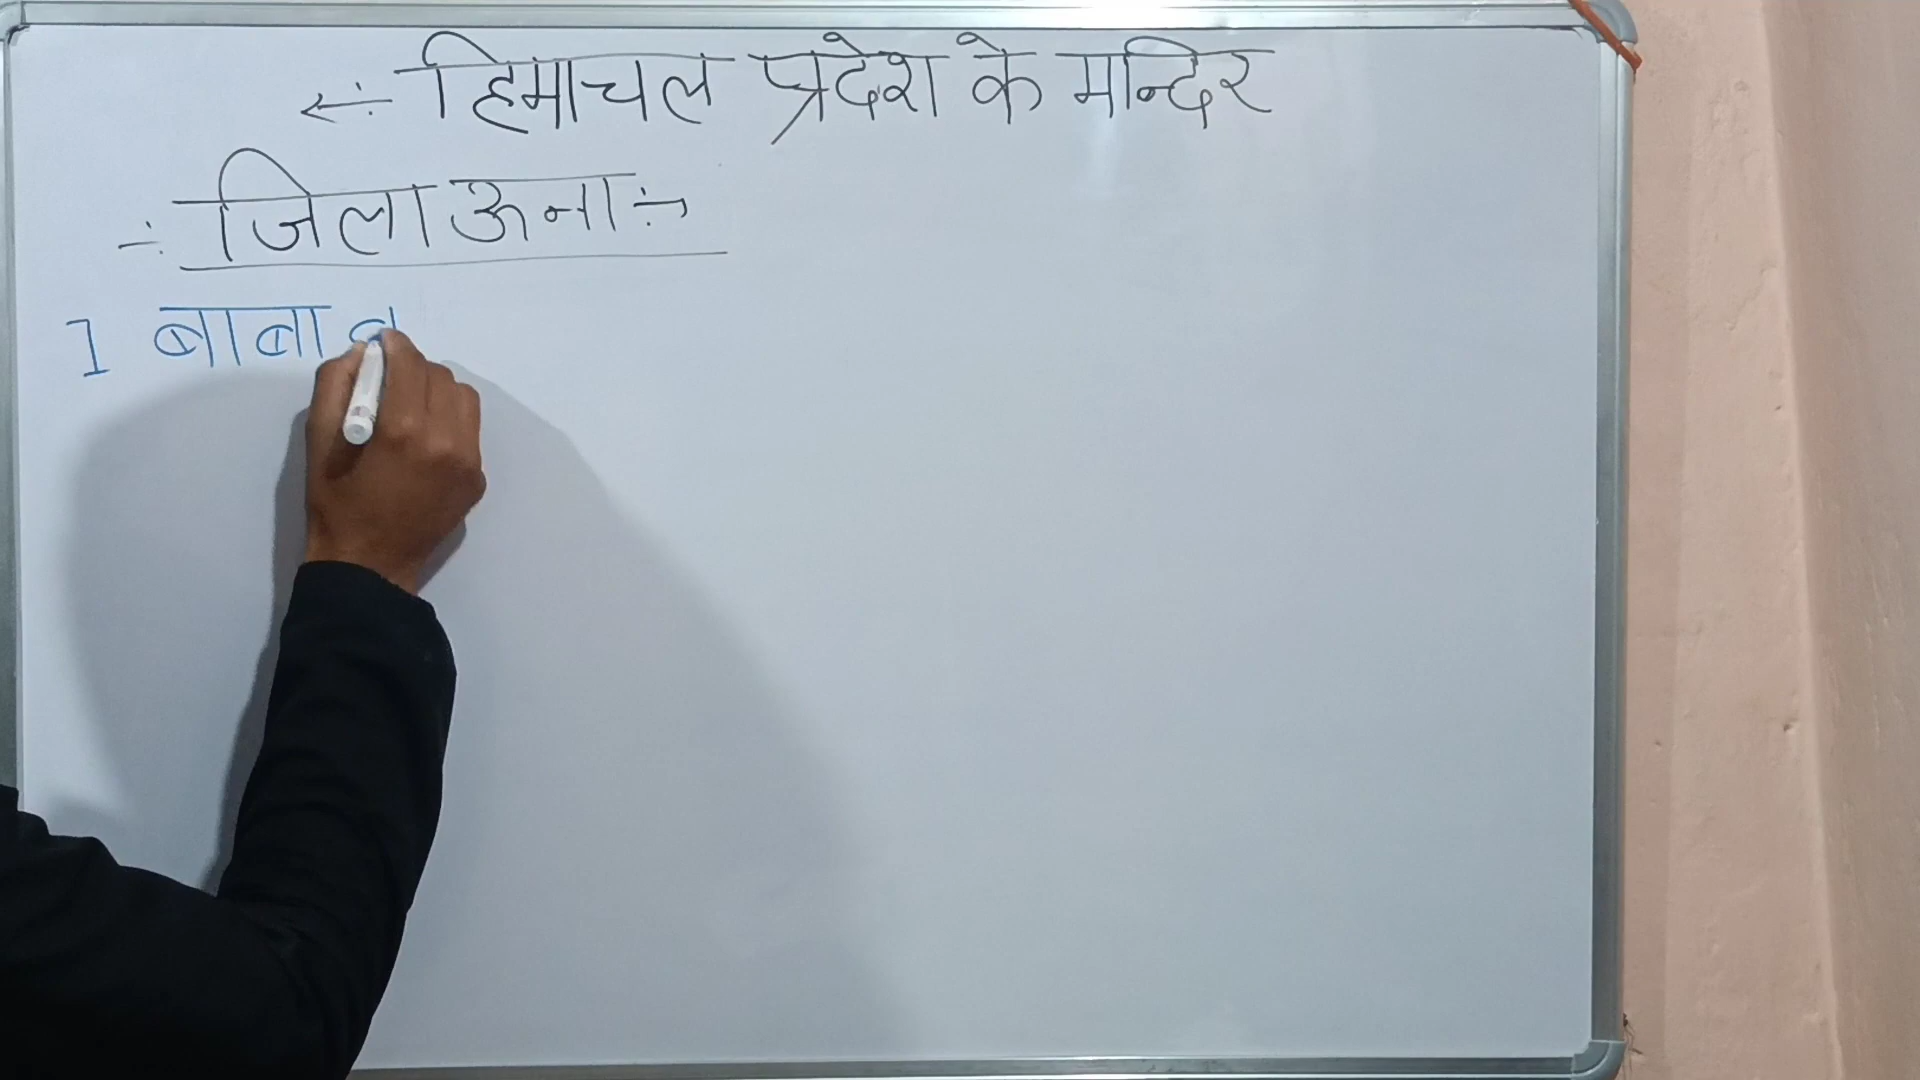 ← हिमाचल प्रदेश के मन्दिर
÷ जिला ऊना ÷
1 बाबा ब